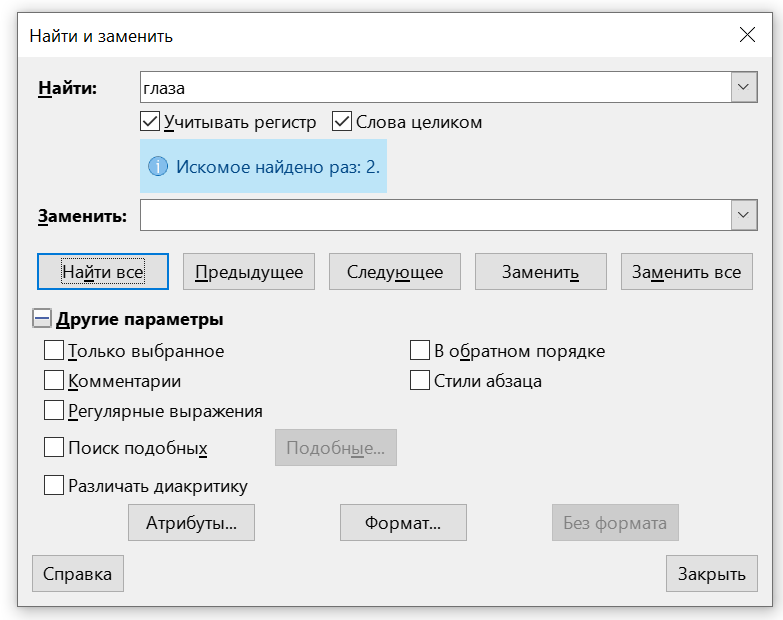 Найти и заменить
Найти:
глаза
Учитывать регистр Слова целиком
Искомое найдено раз: 2.
Заменить:
Найти все Предыдущее Следующее Заменить Заменить все
Другие параметры
Только выбранное В обратном порядке
Комментарии Стили абзаца
Регулярные выражения
Поиск подобных Подобные...
Различать диакритику
Атрибуты... Формат... Без формата
Справка Закрыть